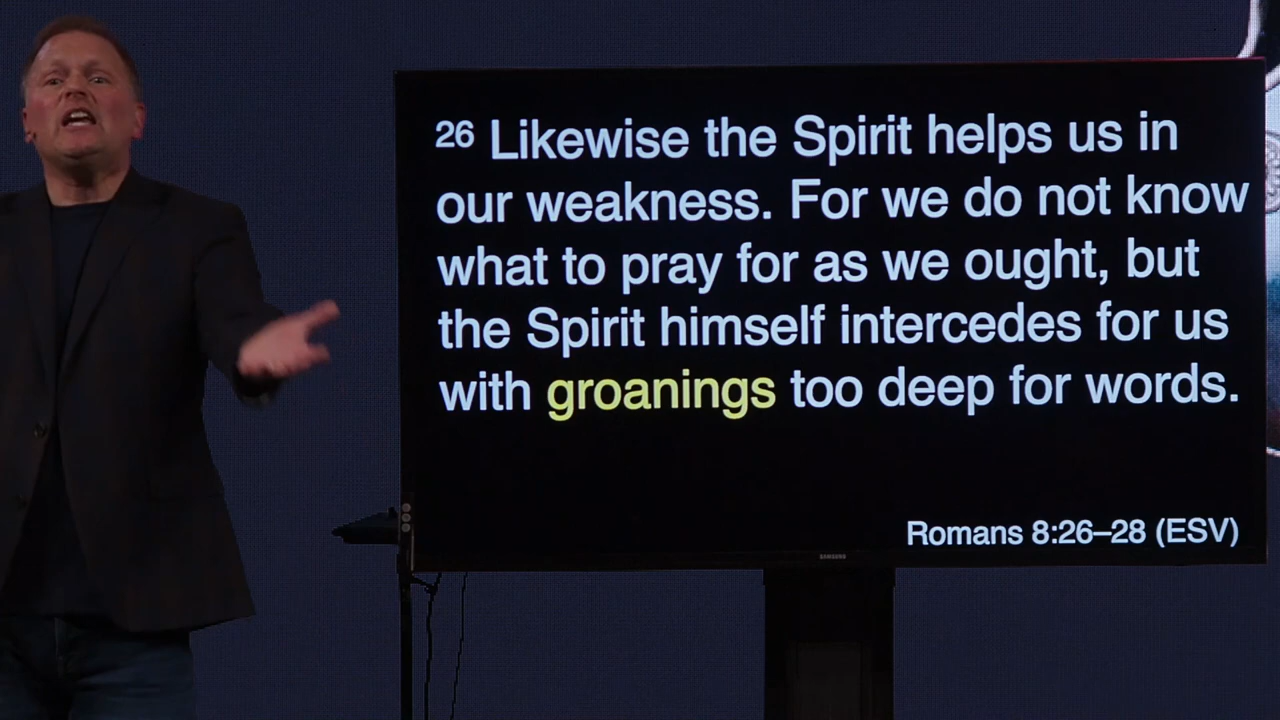 26 Likewise the Spirit helps us in
our weakness. For we do not know
what to pray for as we ought, but
the Spirit himself intercedes for us
with groanings too deep for words.
Romans 8:26–28 (ESV)
SAMSUNG